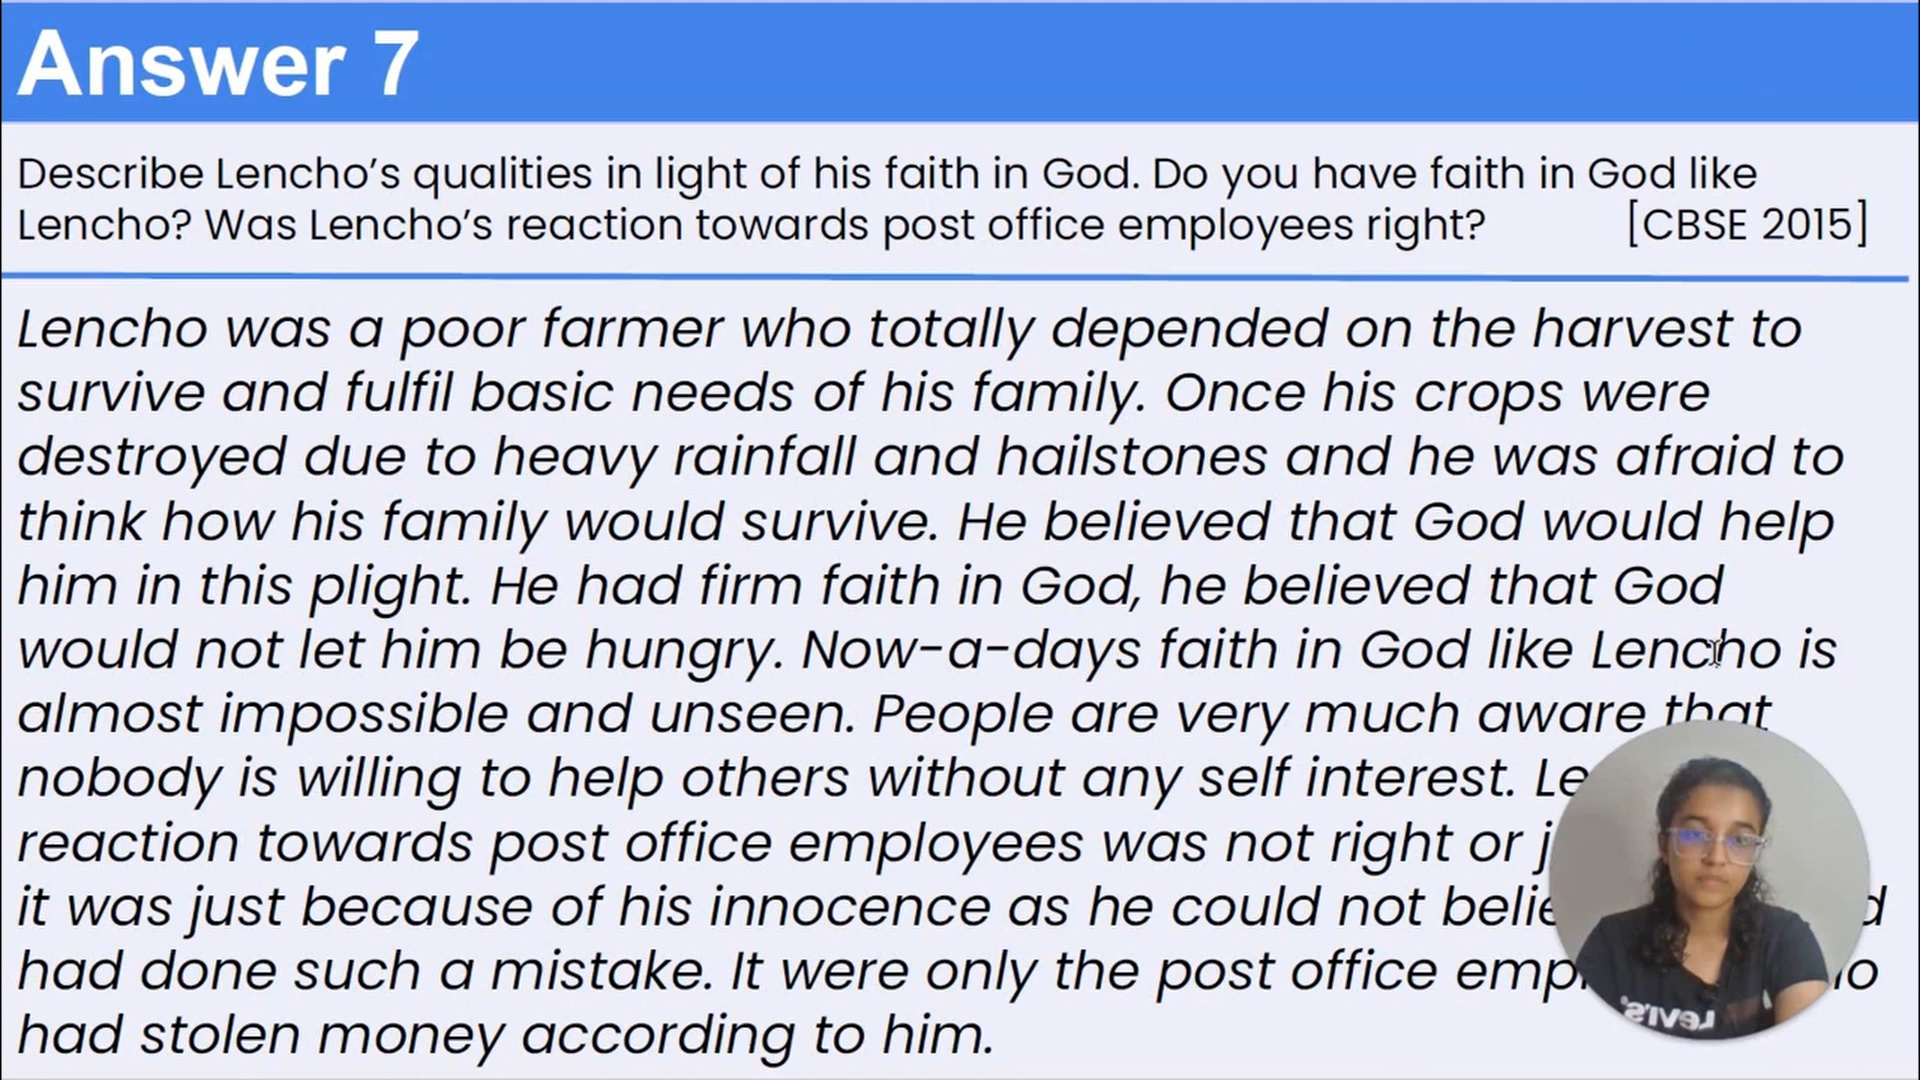 Answer 7
Describe Lencho's qualities in light of his faith in God. Do you have faith in God like
Lencho? Was Lencho's reaction towards post office employees right? [CBSE 2015]
Lencho was a poor farmer who totally depended on the harvest to
survive and fulfil basic needs of his family. Once his crops were
destroyed due to heavy rainfall and hailstones and he was afraid to
think how his family would survive. He believed that God would help
him in this plight. He had firm faith in God, he believed that God
would not let him be hungry. Now-a-days faith in God like Lencho is
almost impossible and unseen. People are very much aware that
nobody is willing to help others without any self interest.
reaction towards post office employees was not right or
it was just because of his innocence as he could not
had done such a mistake. It were only the post office
had stolen money according to him.
LEVI'S